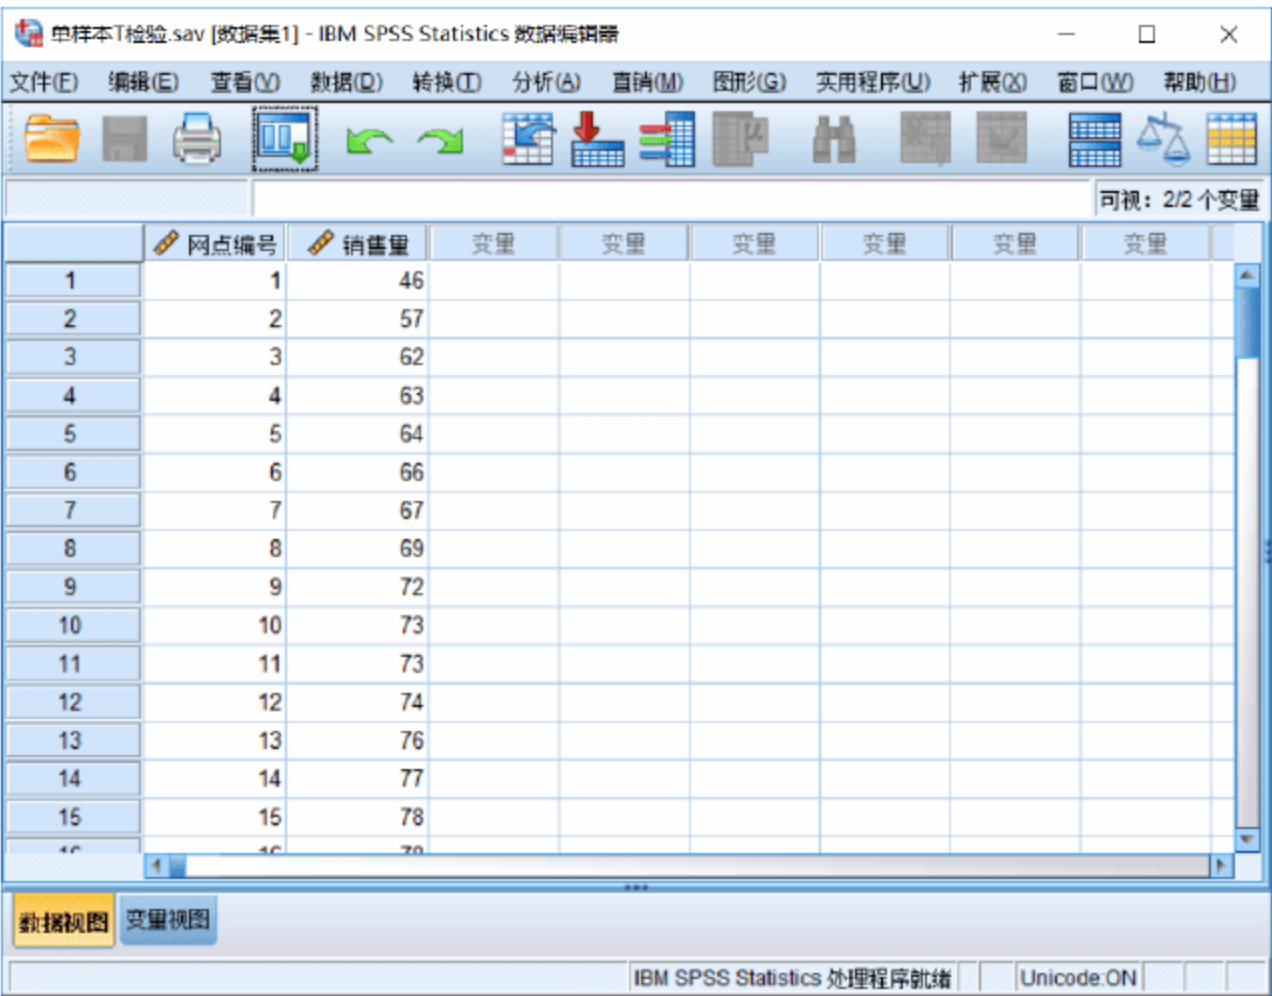 单样本T检验.sav [数据集1] - IBM SPSS Statistics 数据编辑器
文件(F) 编辑(E) 查看(V) 数据(D) 转换(T) 分析(A) 直销(M) 图形(G) 实用程序(U) 扩展(X) 窗口(W) 帮助(H)
可视: 2/2 个变量
网点编号 销售量 变量 变量 变量 变量 变量 变量
1 1 46
2 2 57
3 3 62
4 4 63
5 5 64
6 6 66
7 7 67
8 8 69
9 9 72
10 10 73
11 11 73
12 12 74
13 13 76
14 14 77
15 15 78
数据视图 变量视图
IBM SPSS Statistics 处理程序就绪 Unicode:ON